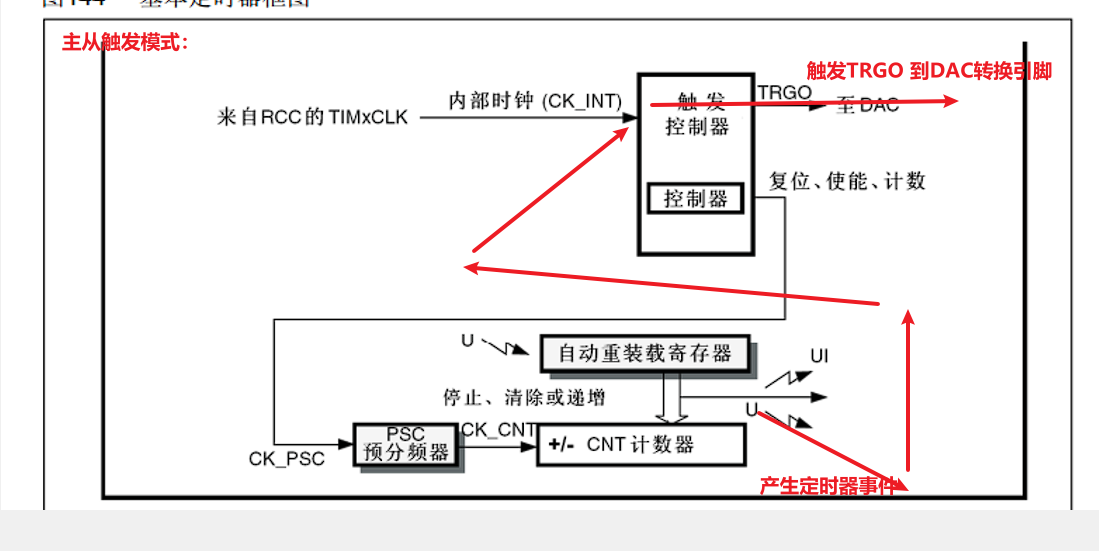 图144 基本定时器框图
主从触发模式:
触发TRGO 到DAC转换引脚
来自RCC的TIMxCLK
内部时钟 (CK_INT)
触发
控制器
TRGO
至DAC
控制器
复位、使能、计数
U
自动重装载寄存器
UI
停止、清除或递增
U
PSC
预分频器
CK_CNT
+/- CNT 计数器
CK_PSC
产生定时器事件